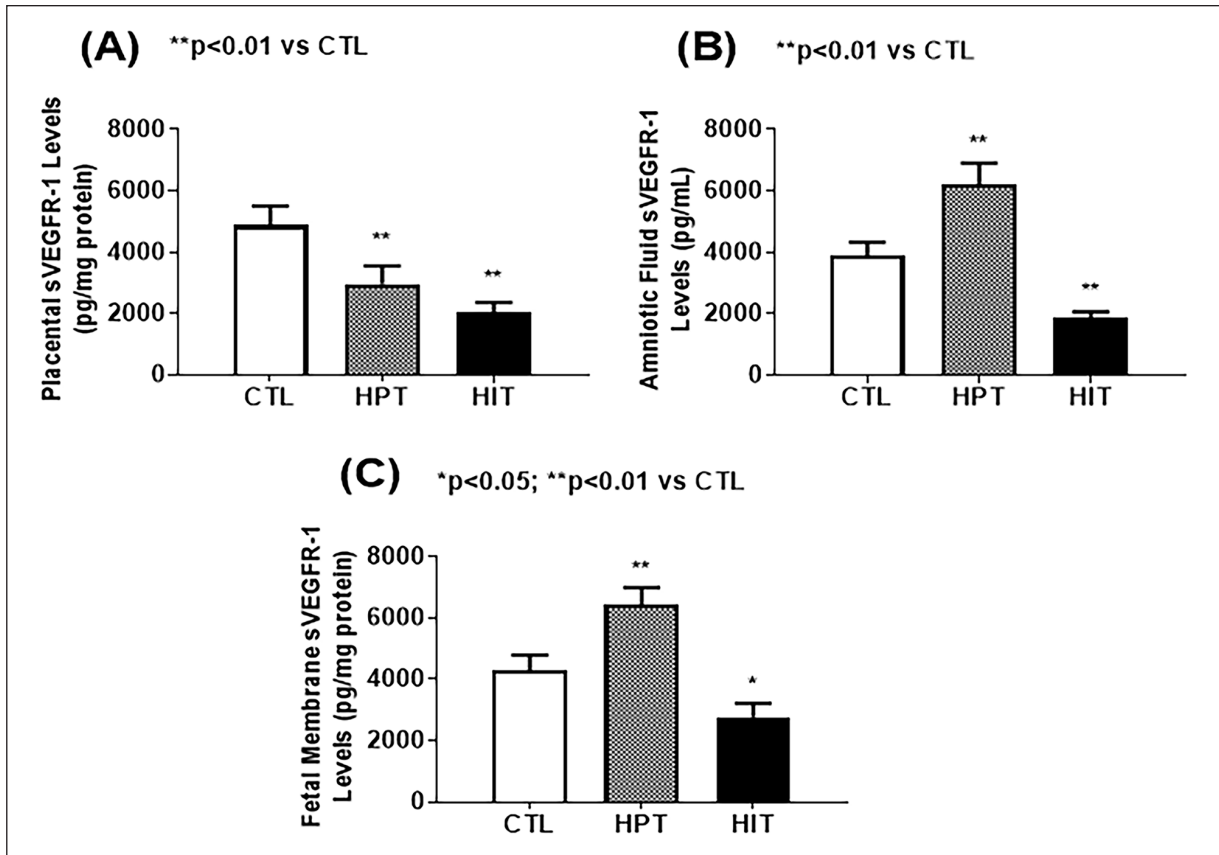 (A) **p<0.01 vs CTL
Placental sVEGFR-1 Levels
(pg/mg protein)
8000
6000
4000
2000
0
**
**
CTL HPT HIT
(B) **p<0.01 vs CTL
Amniotic Fluid sVEGFR-1
Levels (pg/mL)
8000
6000
4000
2000
0
**
**
CTL HPT HIT
(C) *p<0.05; **p<0.01 vs CTL
Fetal Membrane sVEGFR-1
Levels (pg/mg protein)
8000
6000
4000
2000
0
**
*
CTL HPT HIT